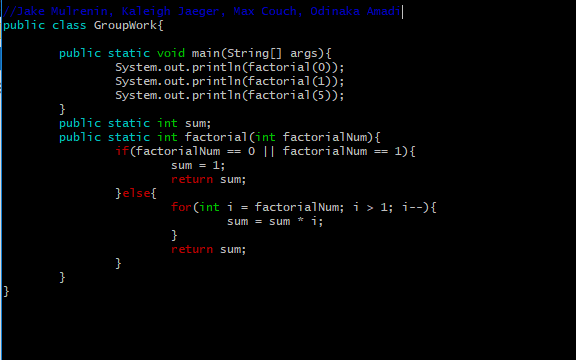 //Jake Mulrenin, Kaleigh Jaeger, Max Couch, Odinaka Amadi
public class GroupWork{
public static void main(String[] args){
System.out.println(factorial(0));
System.out.println(factorial(1));
System.out.println(factorial(5));
}
public static int sum;
public static int factorial(int factorialNum){
if(factorialNum == 0 || factorialNum == 1){
sum = 1;
return sum;
}else{
for(int i = factorialNum; i > 1; i--){
sum = sum * i;
}
return sum;
}
}
}